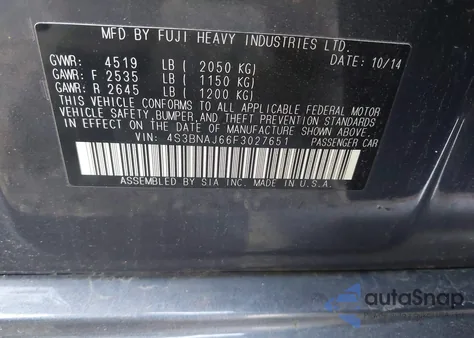 MFD BY FUJI HEAVY INDUSTRIES LTD.
GVWR: 4519 LB ( 2050 KG) DATE: 10/14
GAWR: F 2535 LB ( 1150 KG)
GAWR: R 2645 LB ( 1200 KG)
THIS VEHICLE CONFORMS TO ALL APPLICABLE FEDERAL MOTOR
VEHICLE SAFETY, BUMPER, AND THEFT PREVENTION STANDARDS
IN EFFECT ON THE DATE OF MANUFACTURE SHOWN ABOVE.
VIN: 4S3BNAJ66F3027651 PASSENGER CAR
ASSEMBLED BY SIA INC. MADE IN U.S.A.
autoSnap